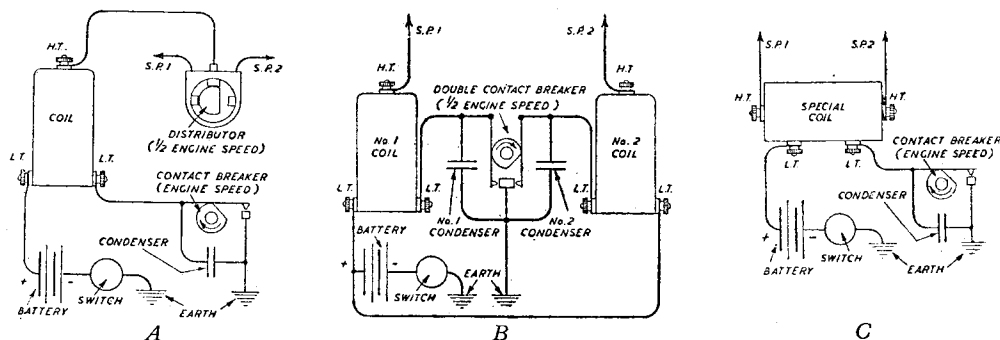 H.T.
S.P.1
S.P.2
COIL
DISTRIBUTOR
(½ ENGINE SPEED)
L.T.
L.T.
CONTACT BREAKER
(ENGINE SPEED)
CONDENSER
+
-
BATTERY
SWITCH
EARTH
A
S.P.1
S.P.2
H.T.
H.T
DOUBLE CONTACT BREAKER
(½ ENGINE SPEED)
No. 1
COIL
No. 2
COIL
L.T.
L.T.
L.T.
L.T.
No. 1
CONDENSER
No. 2
CONDENSER
BATTERY
+
-
SWITCH
EARTH
B
S.P.1
S.P.2
H.T.
H.T.
SPECIAL
COIL
L.T.
L.T.
CONTACT BREAKER
(ENGINE SPEED)
CONDENSER
+
-
BATTERY
SWITCH
EARTH
C